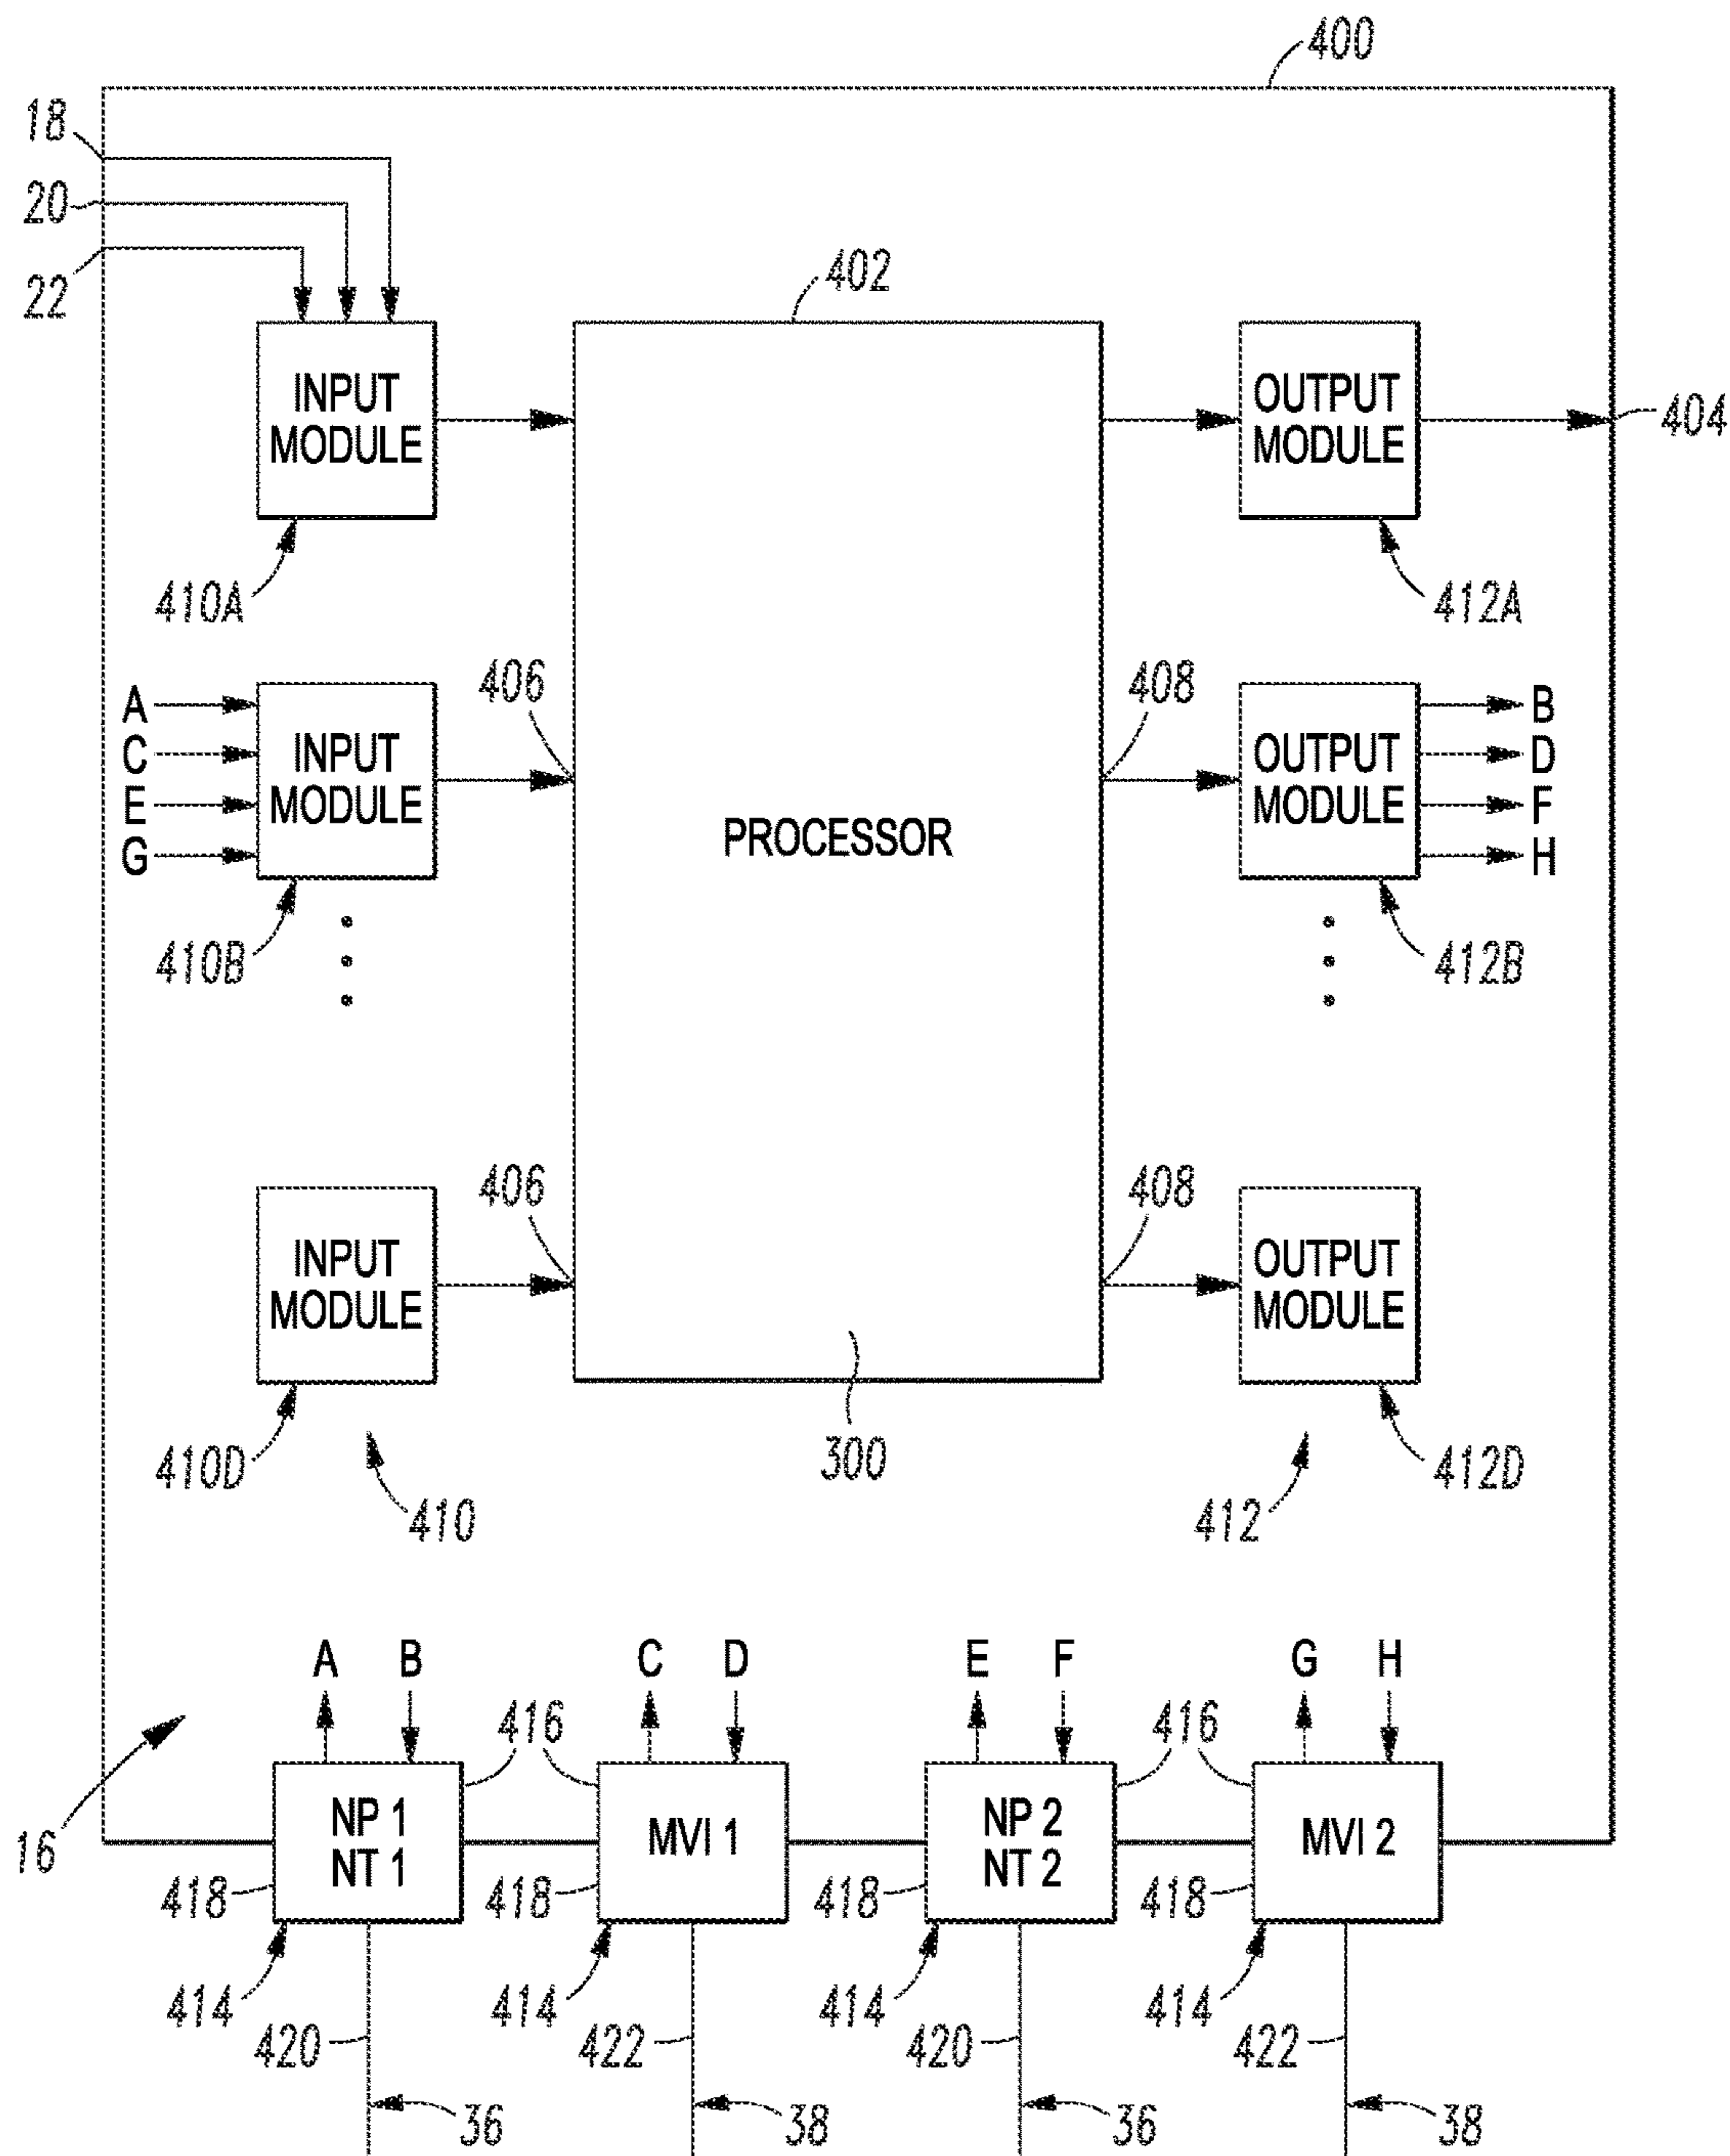 400
18
20
22
402
INPUT
MODULE
OUTPUT
MODULE
404
410A
412A
406
408
A
C
E
G
INPUT
MODULE
PROCESSOR
OUTPUT
MODULE
B
D
F
H
410B
412B
406
408
INPUT
MODULE
OUTPUT
MODULE
410D
300
412D
410
412
A
B
C
D
E
F
G
H
416
416
16
NP 1
NT 1
MVI 1
NP 2
NT 2
MVI 2
418
418
418
418
414
414
414
414
420
422
420
422
36
38
36
38